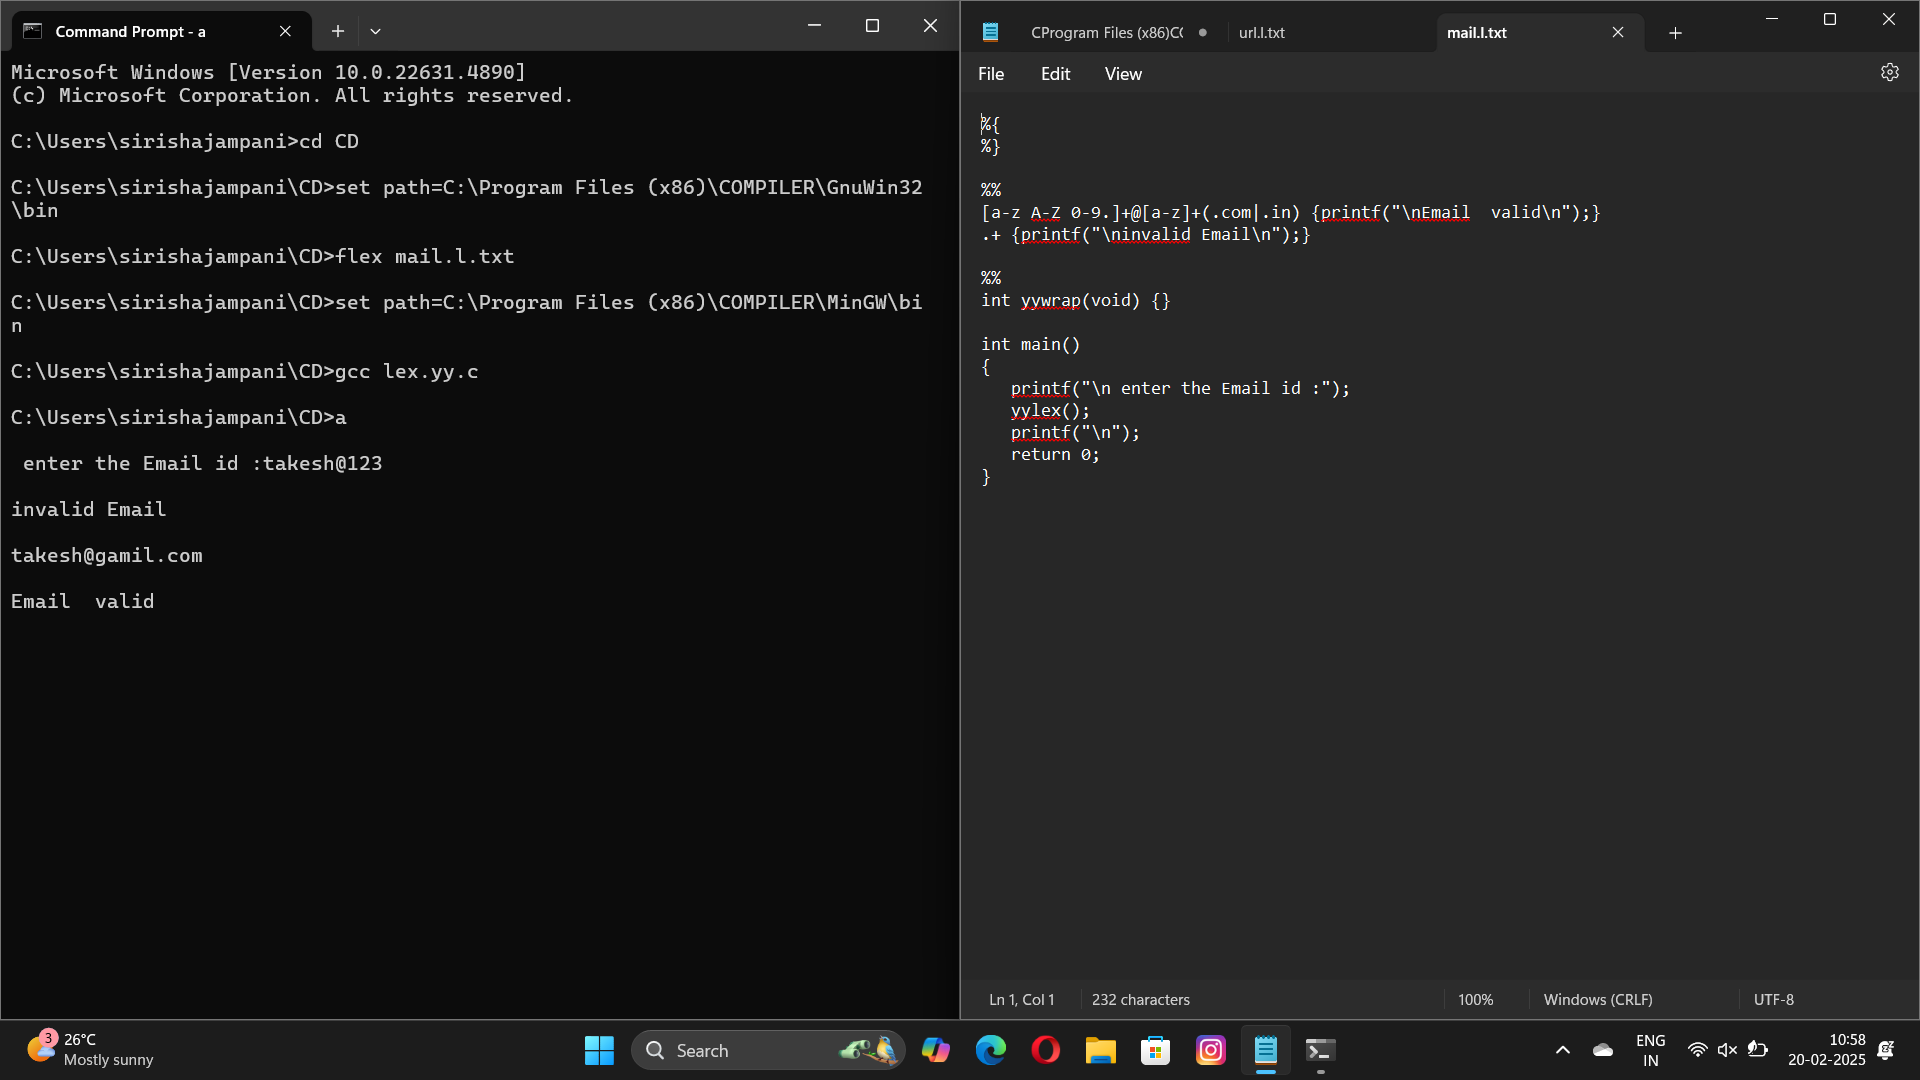 Command Prompt - a
Microsoft Windows [Version 10.0.22631.4890]
(c) Microsoft Corporation. All rights reserved.
C:\Users\sirishajampani>cd CD
C:\Users\sirishajampani\CD>set path=C:\Program Files (x86)\COMPILER\GnuWin32
\bin
C:\Users\sirishajampani\CD>flex mail.l.txt
C:\Users\sirishajampani\CD>set path=C:\Program Files (x86)\COMPILER\MinGW\bi
n
C:\Users\sirishajampani\CD>gcc lex.yy.c
C:\Users\sirishajampani\CD>a
 enter the Email id :takesh@123
invalid Email
takesh@gamil.com
Email  valid
CProgram Files (x86)C
url.l.txt
mail.l.txt
File Edit View
%{
%}
%%
[a-z A-Z 0-9.]+@[a-z]+(.com|.in) {printf("\nEmail  valid\n");}
.+ {printf("\ninvalid Email\n");}
%%
int yywrap(void) {}
int main()
{
   printf("\n enter the Email id :");
   yylex();
   printf("\n");
   return 0;
}
Ln 1, Col 1
232 characters
100%
Windows (CRLF)
UTF-8
3
26°C
Mostly sunny
Search
ENG
IN
10:58
20-02-2025